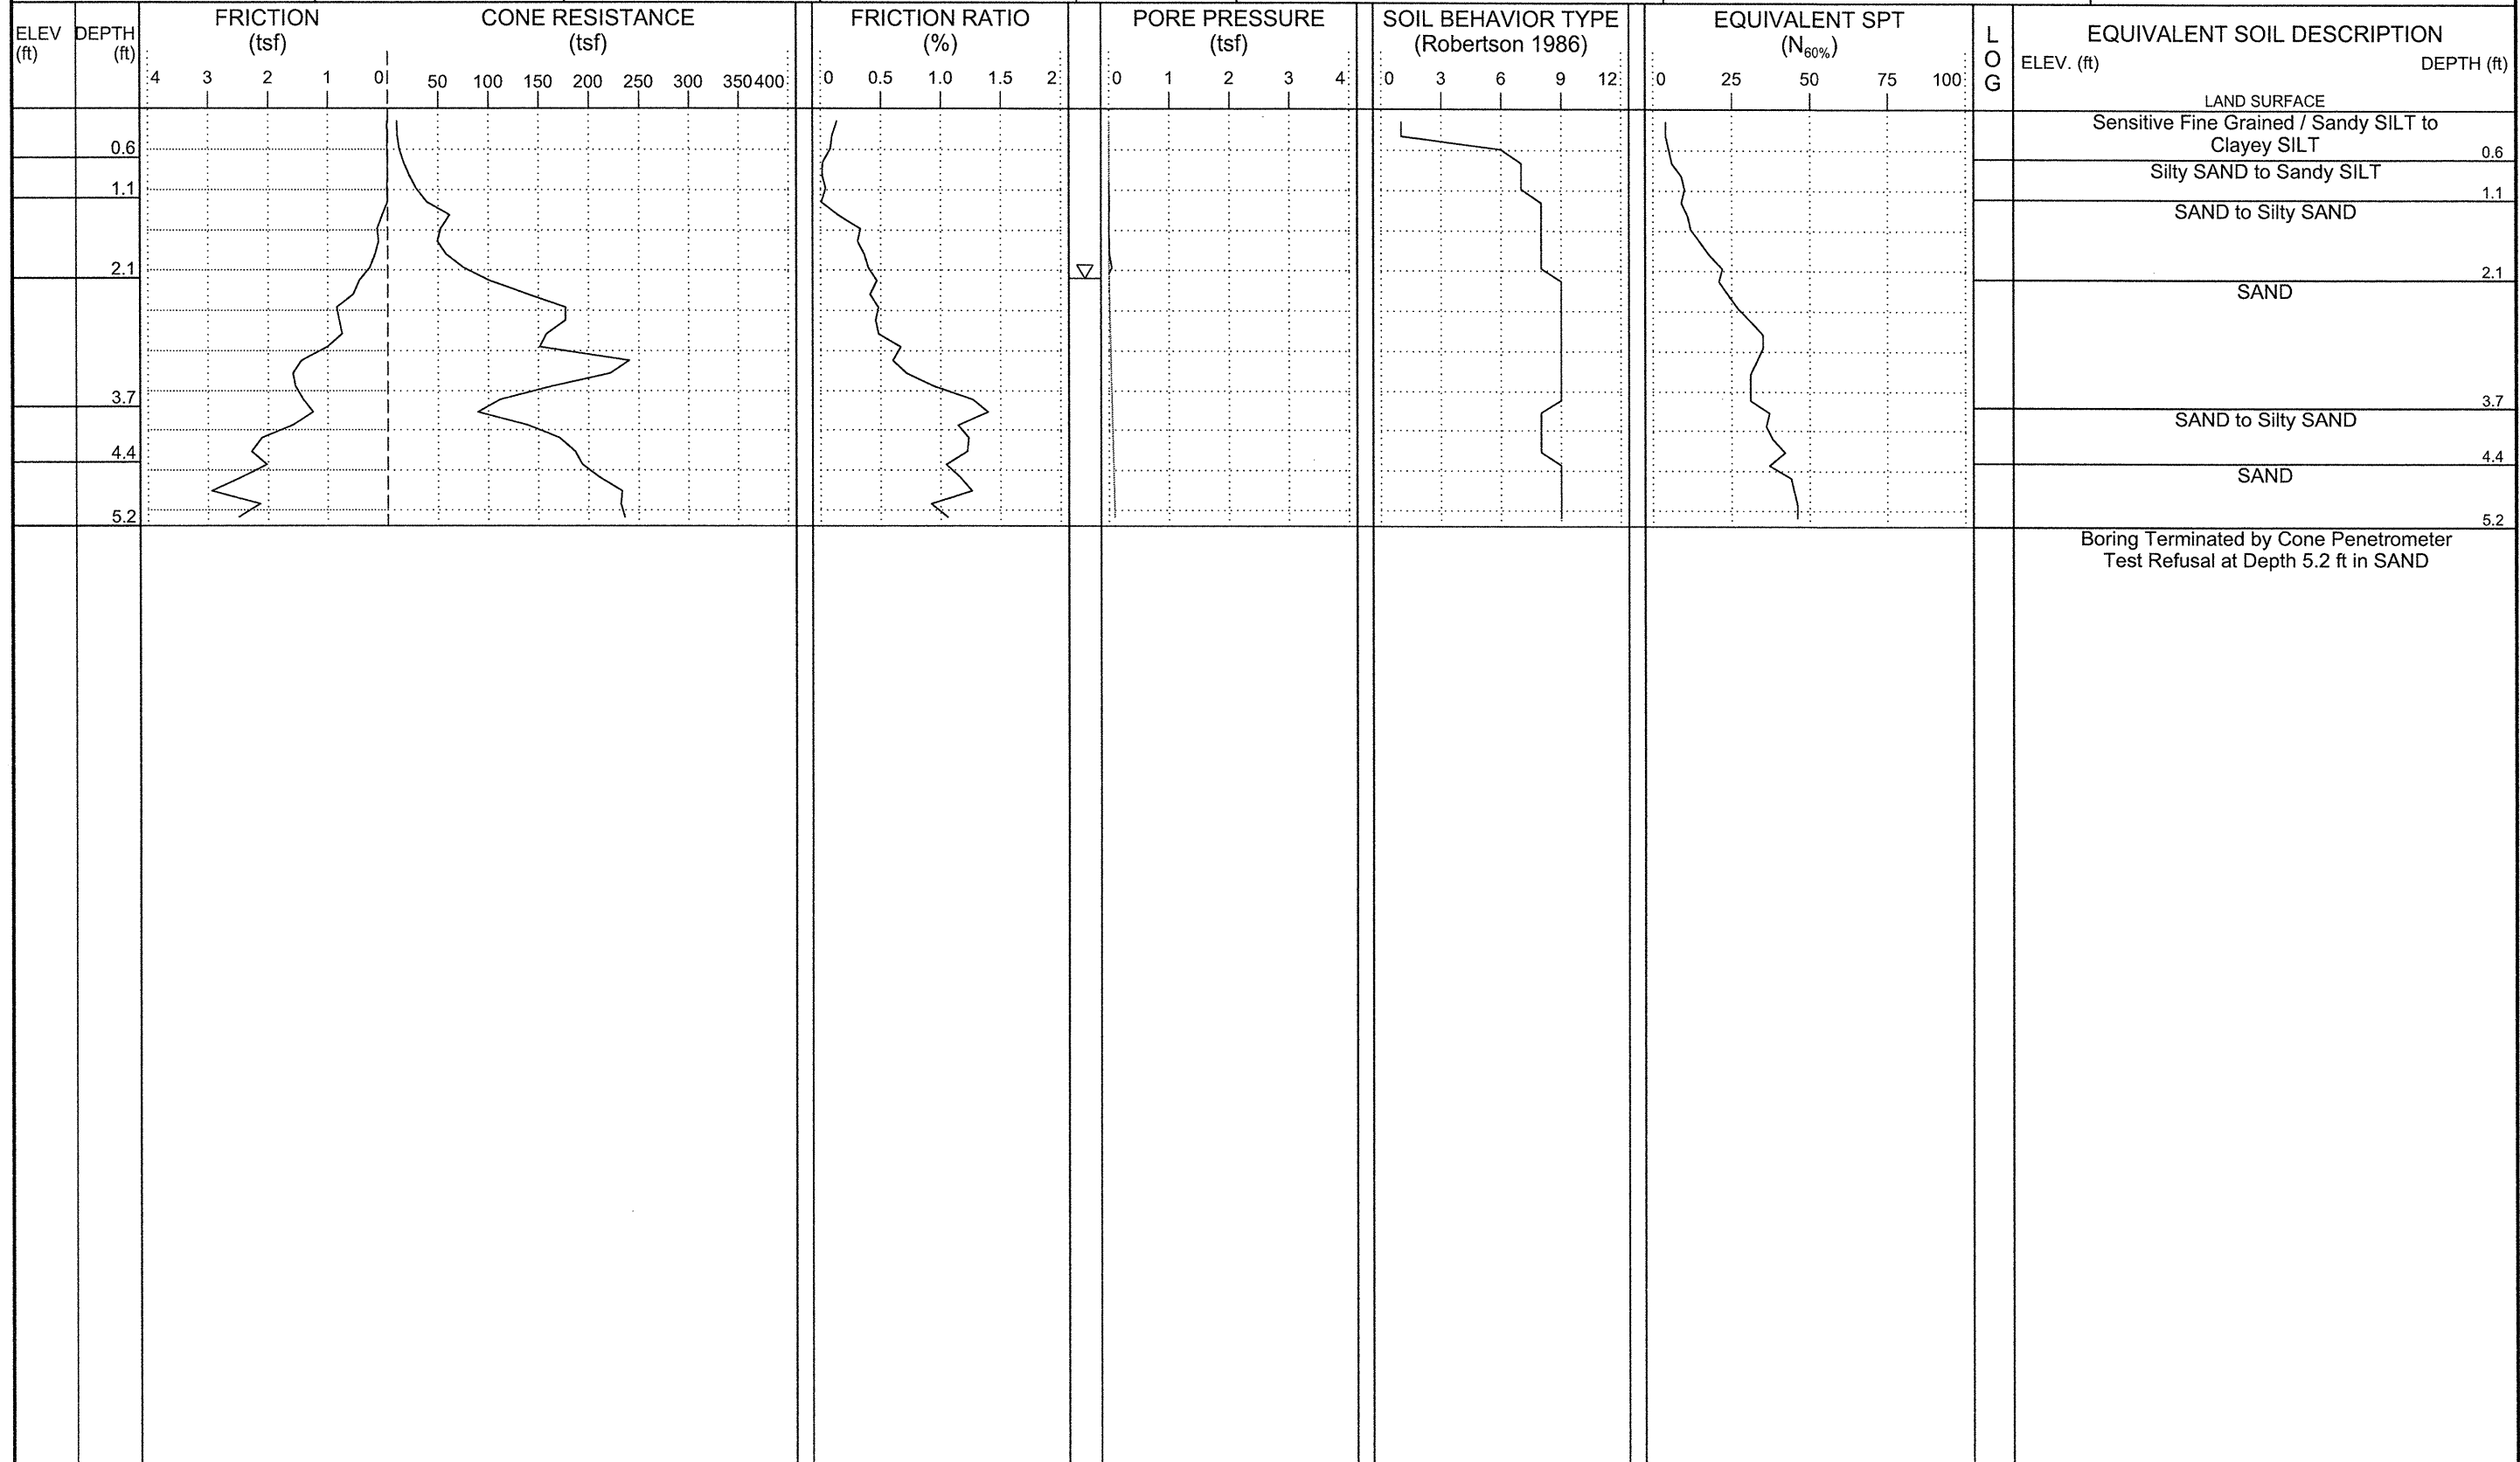 ELEV
(ft)
DEPTH
(ft)
FRICTION
(tsf)
4 3 2 1 0
CONE RESISTANCE
(tsf)
50 100 150 200 250 300 350 400
FRICTION RATIO
(%)
0 0.5 1.0 1.5 2
PORE PRESSURE
(tsf)
0 1 2 3 4
SOIL BEHAVIOR TYPE
(Robertson 1986)
0 3 6 9 12
EQUIVALENT SPT
(N60%)
0 25 50 75 100
L
O
G
EQUIVALENT SOIL DESCRIPTION
ELEV. (ft) DEPTH (ft)
LAND SURFACE
0.6
1.1
2.1
3.7
4.4
5.2
Sensitive Fine Grained / Sandy SILT to
Clayey SILT
0.6
Silty SAND to Sandy SILT
1.1
SAND to Silty SAND
2.1
SAND
3.7
SAND to Silty SAND
4.4
SAND
5.2
Boring Terminated by Cone Penetrometer
Test Refusal at Depth 5.2 ft in SAND